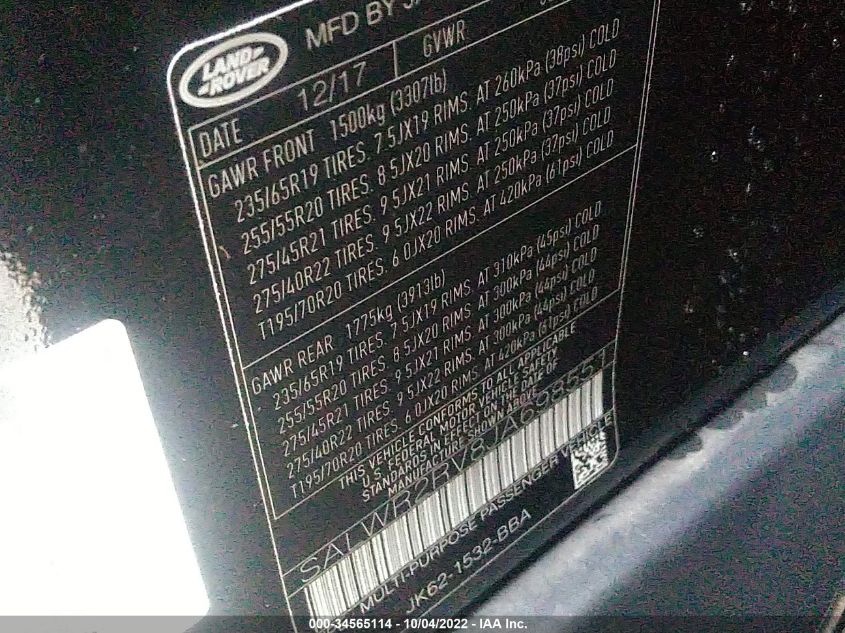 LAND-
ROVER
MFD BY
DATE 12/17 GVWR
GAWR FRONT 1500kg (3307lb)
235/65R19 TIRES. 7.5JX19 RIMS. AT 260kPa (38psi) COLD
255/55R20 TIRES. 8 5JX20 RIMS. AT 250kPa (37psi) COLD
275/45R21 TIRES. 9 5JX21 RIMS. AT 250kPa (37psi) COLD
275/40R22 TIRES. 9 5JX22 RIMS. AT 250kPa (37psi) COLD
T195/70R20 TIRES. 6 0JX20 RIMS. AT 420kPa (61psi) COLD
GAWR REAR 1775kg (3913lb)
235/65R19 TIRES. 7 5JX19 RIMS. AT 310kPa (45psi) COLD
255/55R20 TIRES. 8.5JX20 RIMS. AT 300kPa (44psi) COLD
275/45R21 TIRES. 9 5JX21 RIMS. AT 300kPa (44psi) COLD
275/40R22 TIRES. 9 5JX22 RIMS. AT 300kPa (44psi) COLD
T195/70R20 TIRES. 6 0JX20 RIMS. AT 420kPa (61psi) COLD
THIS VEHICLE CONFORMS TO ALL APPLICABLE
U.S. FEDERAL MOTOR VEHICLE SAFETY
STANDARDS IN EFFECT ON THE DATE OF
MANUFACTURE SHOWN ABOVE
SALWR2RV8JA698551
MULTI-PURPOSE PASSENGER VEHICLE
JK62-1532-BBA
000-34565114 - 10/04/2022 - IAA Inc.